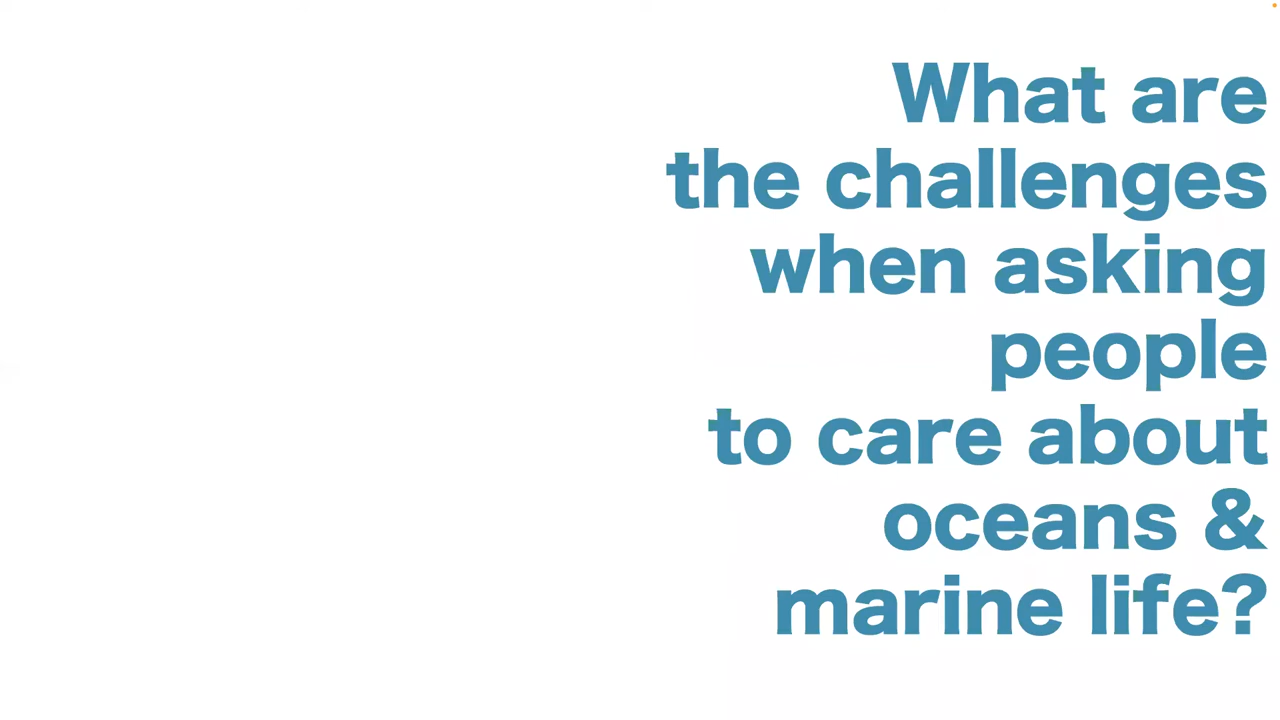 What are
the challenges
when asking
people
to care about
oceans &
marine life?